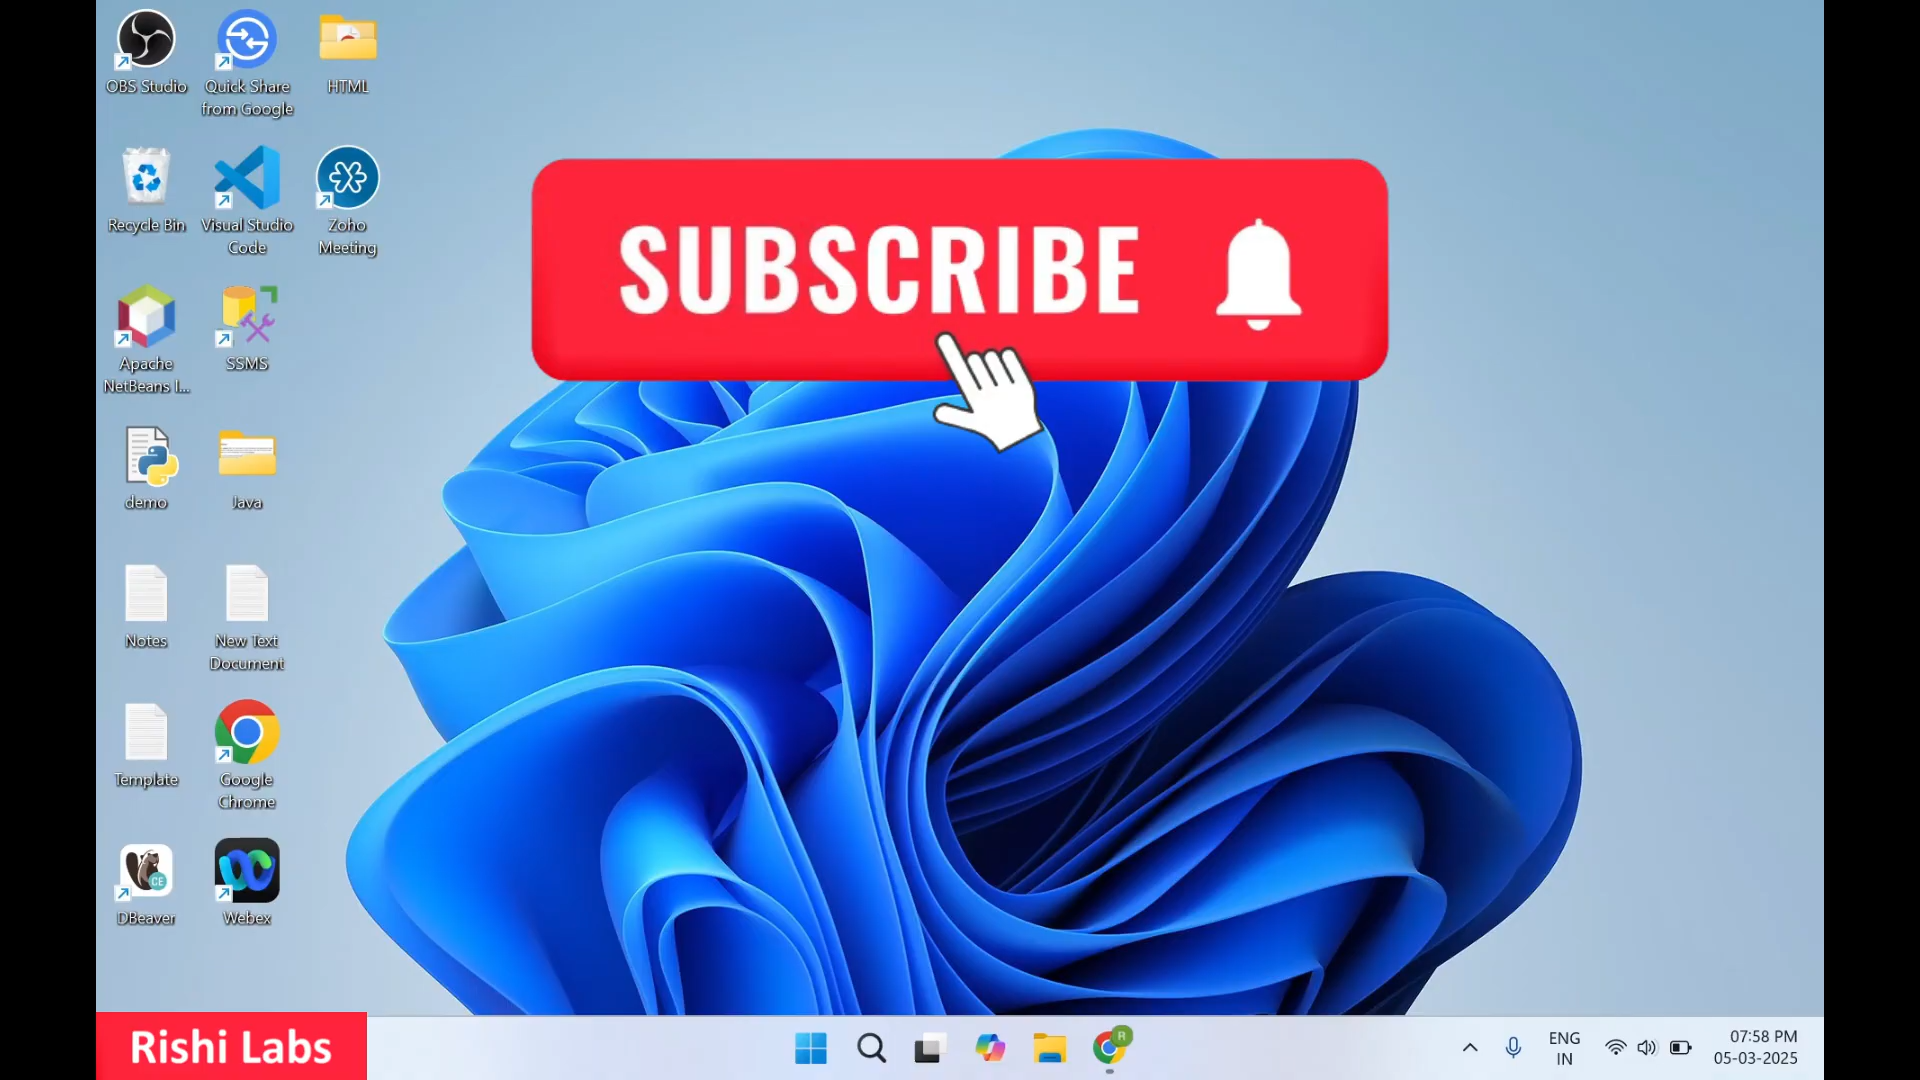 OBS Studio
Quick Share
from Google
HTML
SUBSCRIBE
Recycle Bin
Visual Studio
Code
Zoho
Meeting
Apache
NetBeans I...
SSMS
demo
Java
Notes
New Text
Document
Template
Google
Chrome
CE
DBeaver
Webex
Rishi Labs
R
ENG
IN
07:58 PM
05-03-2025